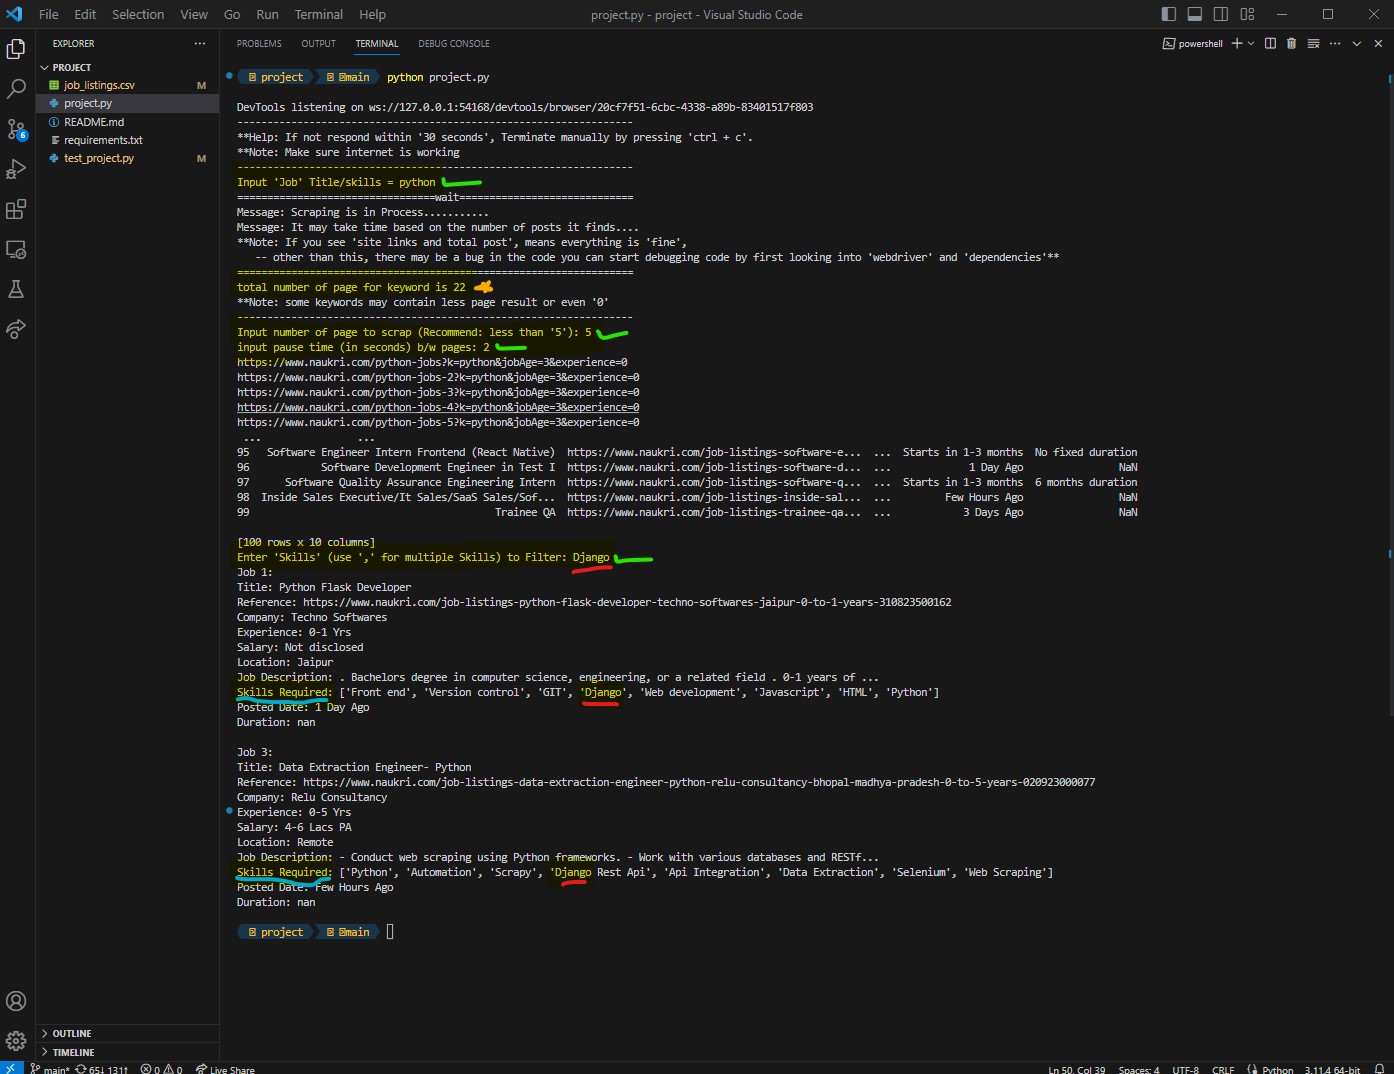 File Edit Selection View Go Run Terminal Help
project.py - project - Visual Studio Code
EXPLORER
PROJECT
job_listings.csv M
project.py
README.md
requirements.txt
test_project.py M
OUTLINE
TIMELINE
6
PROBLEMS OUTPUT TERMINAL DEBUG CONSOLE
powershell
project main python project.py
DevTools listening on ws://127.0.0.1:54168/devtools/browser/20cf7f51-6cbc-4338-a89b-83401517f803
------------------------------------------------------------------
**Help: If not respond within '30 seconds', Terminate manually by pressing 'ctrl + c'.
**Note: Make sure internet is working
------------------------------------------------------------------
Input 'Job' Title/skills = python
=================================wait=============================
Message: Scraping is in Process...........
Message: It may take time based on the number of posts it finds....
**Note: If you see 'site links and total post', means everything is 'fine',
-- other than this, there may be a bug in the code you can start debugging code by first looking into 'webdriver' and 'dependencies'**
==================================================================
total number of page for keyword is 22
**Note: some keywords may contain less page result or even '0'
------------------------------------------------------------------
Input number of page to scrap (Recommend: less than '5'): 5
input pause time (in seconds) b/w pages: 2
https://www.naukri.com/python-jobs?k=python&jobAge=3&experience=0
https://www.naukri.com/python-jobs-2?k=python&jobAge=3&experience=0
https://www.naukri.com/python-jobs-3?k=python&jobAge=3&experience=0
https://www.naukri.com/python-jobs-4?k=python&jobAge=3&experience=0
https://www.naukri.com/python-jobs-5?k=python&jobAge=3&experience=0
... ...
95 Software Engineer Intern Frontend (React Native) https://www.naukri.com/job-listings-software-e... ... Starts in 1-3 months No fixed duration
96 Software Development Engineer in Test I https://www.naukri.com/job-listings-software-d... ... 1 Day Ago NaN
97 Software Quality Assurance Engineering Intern https://www.naukri.com/job-listings-software-q... ... Starts in 1-3 months 6 months duration
98 Inside Sales Executive/It Sales/SaaS Sales/Sof... https://www.naukri.com/job-listings-inside-sal... ... Few Hours Ago NaN
99 Trainee QA https://www.naukri.com/job-listings-trainee-qa... ... 3 Days Ago NaN
[100 rows x 10 columns]
Enter 'Skills' (use ',' for multiple Skills) to Filter: Django
Job 1:
Title: Python Flask Developer
Reference: https://www.naukri.com/job-listings-python-flask-developer-techno-softwares-jaipur-0-to-1-years-310823500162
Company: Techno Softwares
Experience: 0-1 Yrs
Salary: Not disclosed
Location: Jaipur
Job Description: . Bachelors degree in computer science, engineering, or a related field . 0-1 years of ...
Skills Required: ['Front end', 'Version control', 'GIT', 'Django', 'Web development', 'Javascript', 'HTML', 'Python']
Posted Date: 1 Day Ago
Duration: nan
Job 3:
Title: Data Extraction Engineer- Python
Reference: https://www.naukri.com/job-listings-data-extraction-engineer-python-relu-consultancy-bhopal-madhya-pradesh-0-to-5-years-020923000077
Company: Relu Consultancy
Experience: 0-5 Yrs
Salary: 4-6 Lacs PA
Location: Remote
Job Description: - Conduct web scraping using Python frameworks. - Work with various databases and RESTf...
Skills Required: ['Python', 'Automation', 'Scrapy', 'Django Rest Api', 'Api Integration', 'Data Extraction', 'Selenium', 'Web Scraping']
Posted Date: Few Hours Ago
Duration: nan
project main
main* 65↓ 131↑ 0 0 Live Share Ln 50, Col 39 Spaces: 4 UTF-8 CRLF Python 3.11.4 64-bit